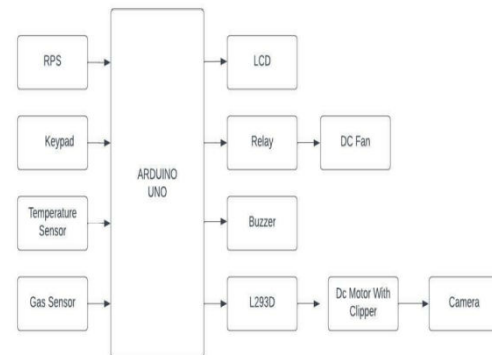 RPS
LCD
Keypad
Relay
DC Fan
ARDUINO
UNO
Temperature
Sensor
Buzzer
Gas Sensor
L293D
Dc Motor With
Clipper
Camera